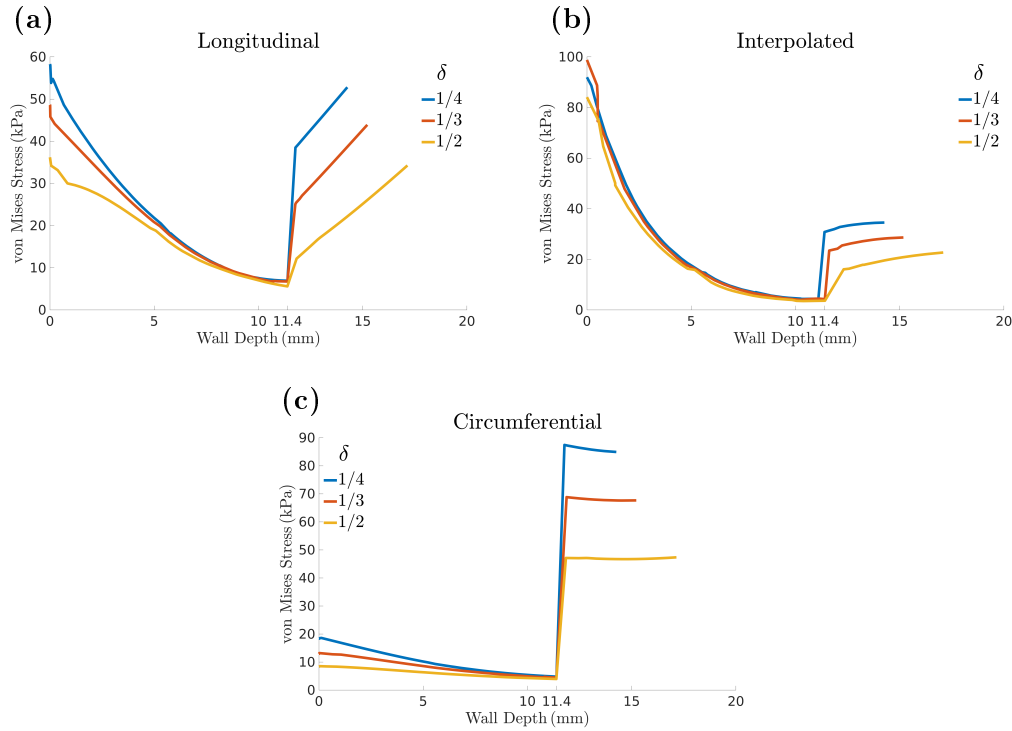 (a)
Longitudinal
60
50
40
30
20
10
0
von Mises Stress (kPa)
δ
1/4
1/3
1/2
0 5 10 11.4 15 20
Wall Depth (mm)
(b)
Interpolated
100
80
60
40
20
0
von Mises Stress (kPa)
δ
1/4
1/3
1/2
0 5 10 11.4 15 20
Wall Depth (mm)
(c)
Circumferential
90
80
70
60
50
40
30
20
10
0
von Mises Stress (kPa)
δ
1/4
1/3
1/2
0 5 10 11.4 15 20
Wall Depth (mm)